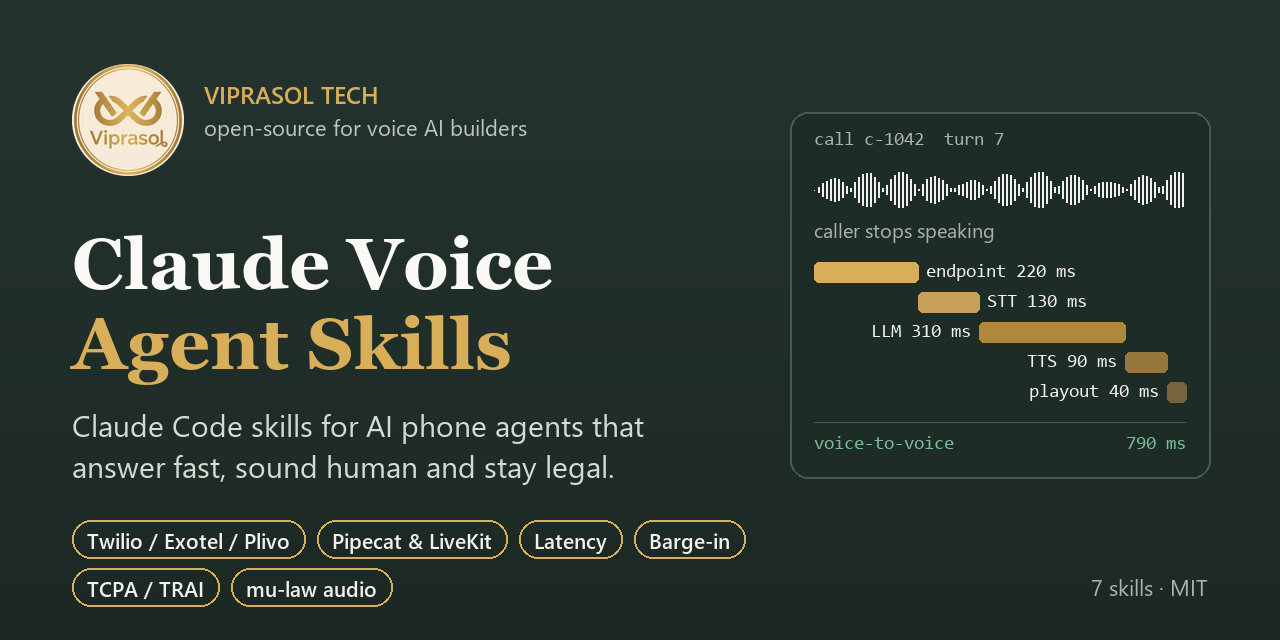 Viprasol
VIPRASOL TECH
open-source for voice AI builders
Claude Voice
Agent Skills
Claude Code skills for AI phone agents that
answer fast, sound human and stay legal.
Twilio / Exotel / Plivo
Pipecat & LiveKit
Latency
Barge-in
TCPA / TRAI
mu-law audio
call c-1042 turn 7
caller stops speaking
endpoint 220 ms
STT 130 ms
LLM 310 ms
TTS 90 ms
playout 40 ms
voice-to-voice 790 ms
7 skills · MIT